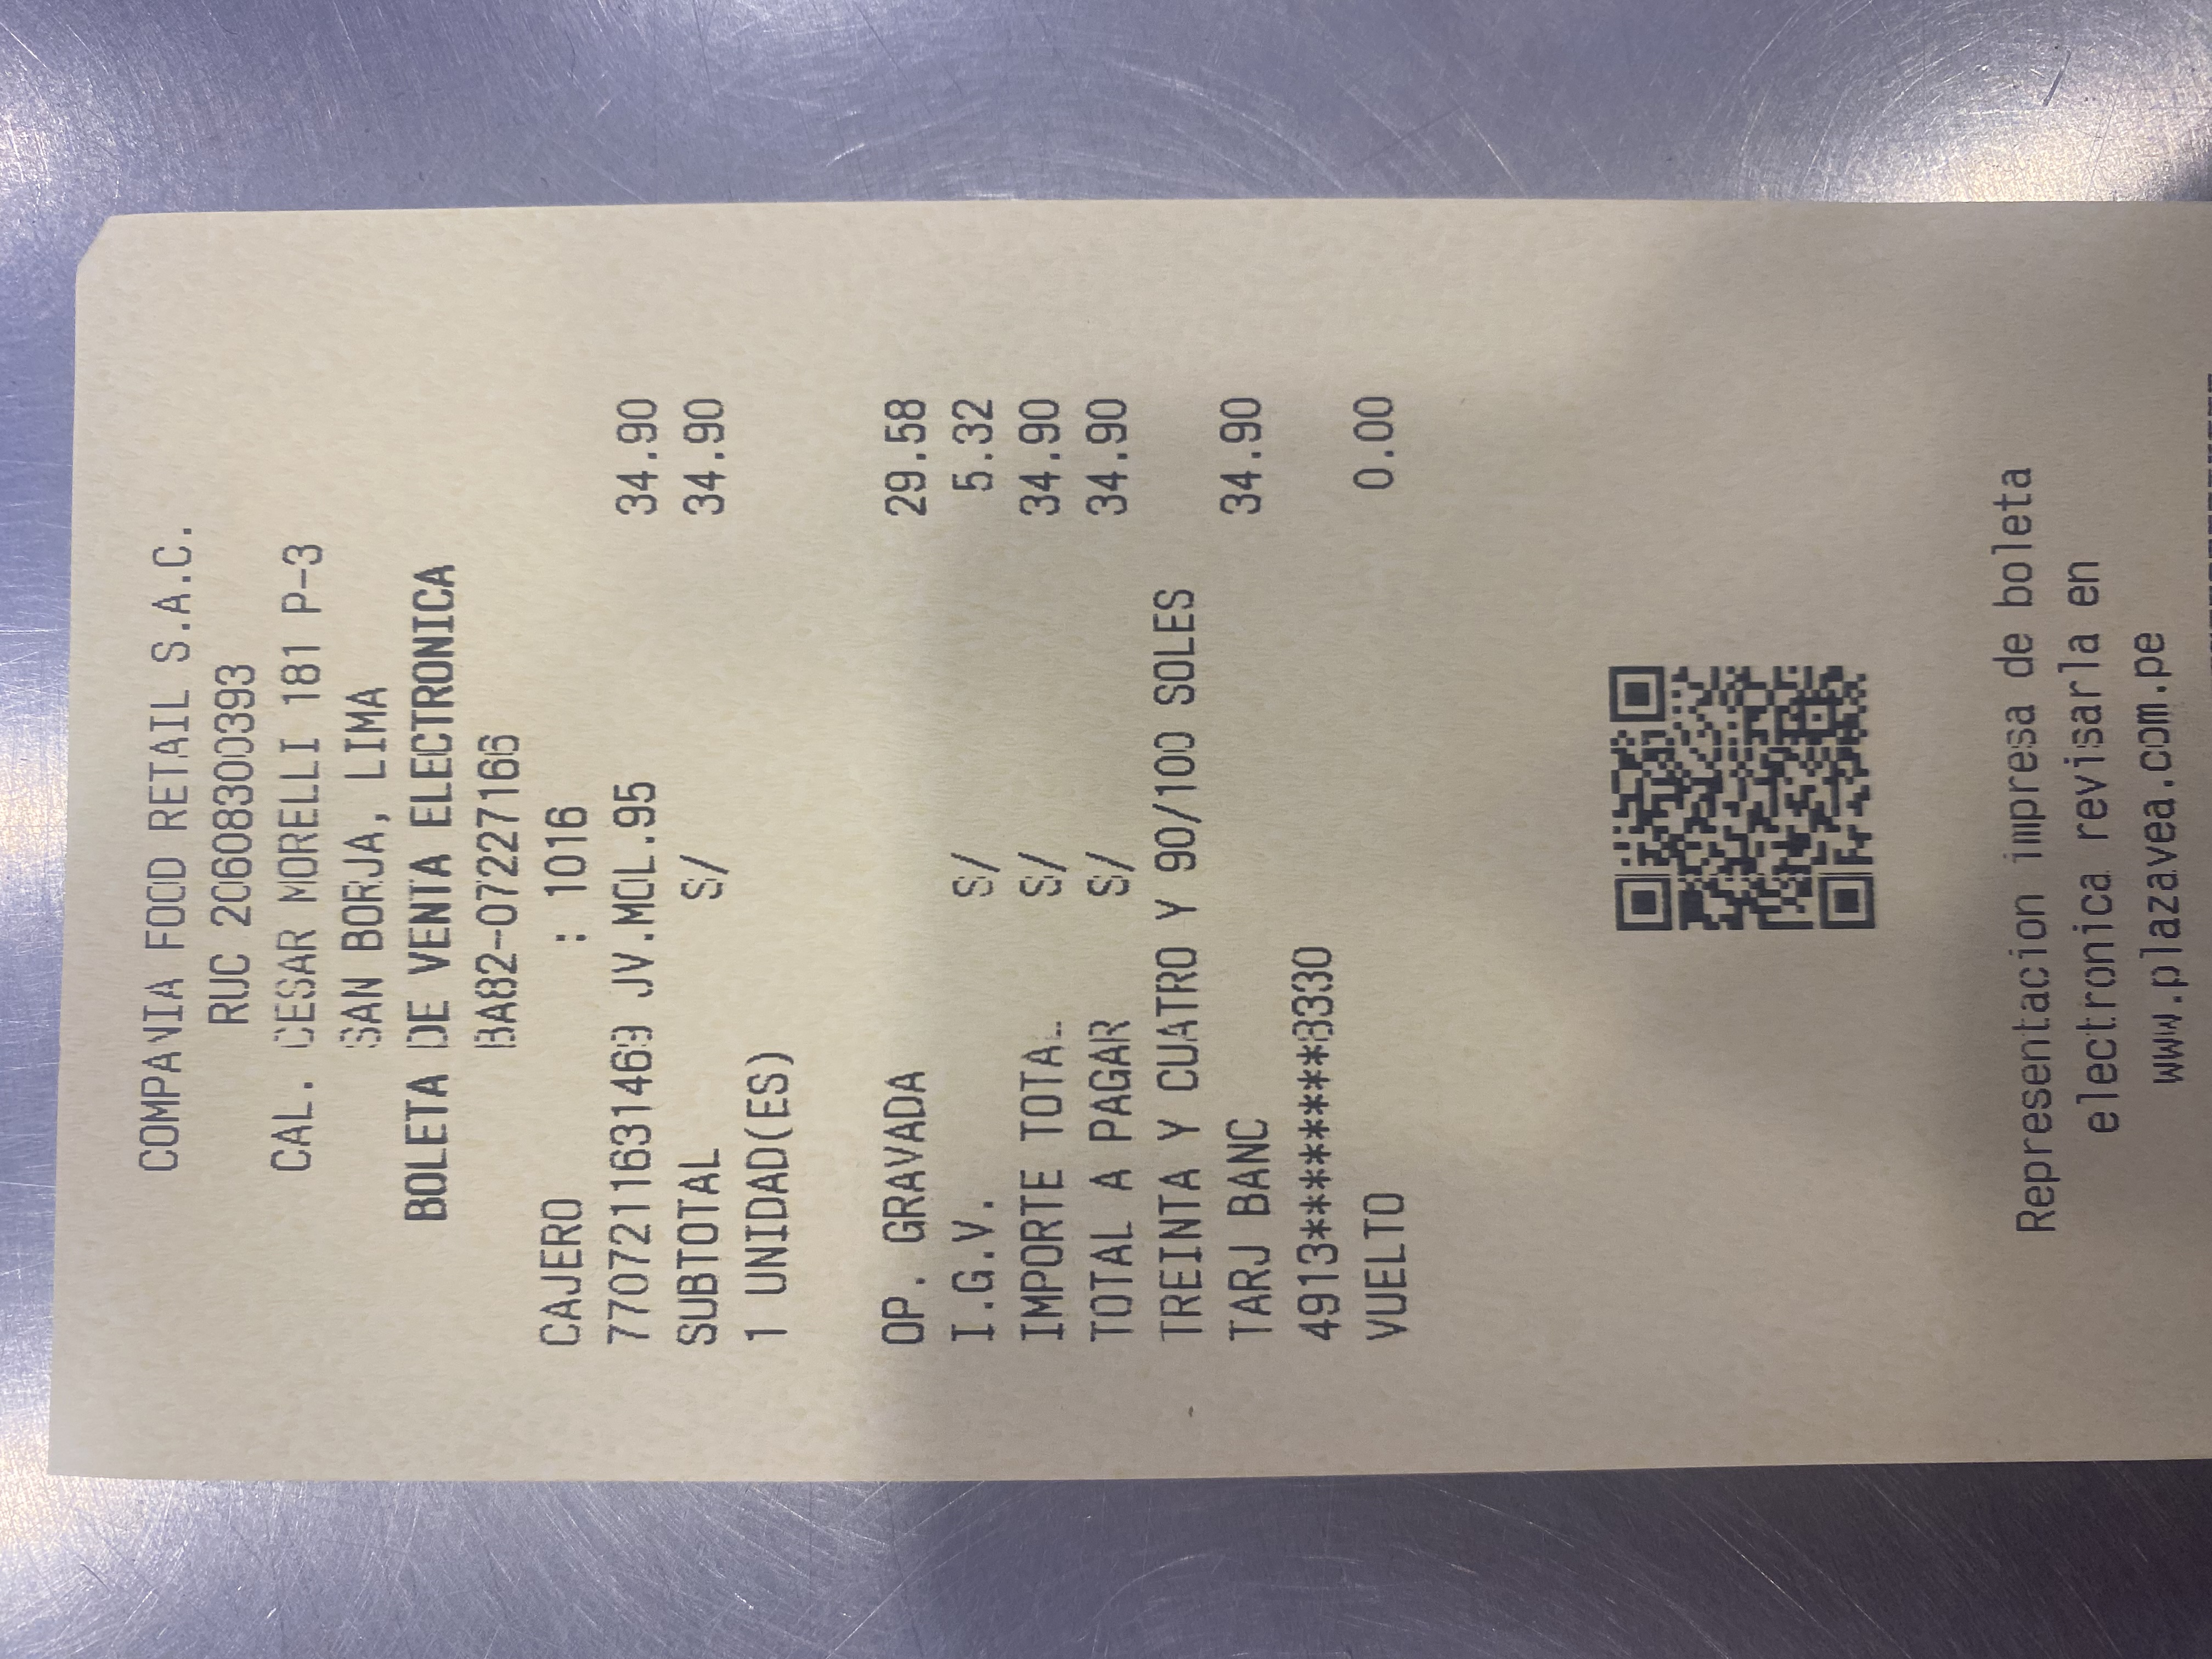 COMPANIA FOOD RETAIL S.A.C.
RUC 20608300393
CAL. CESAR MORELLI 181 P-3
SAN BORJA, LIMA
BOLETA DE VENTA ELECTRONICA
BA82-07227166
CAJERO : 1016
7707211631469 JV.MOL.95 34.90
SUBTOTAL S/ 34.90
1 UNIDAD(ES)
OP. GRAVADA 29.58
I.G.V. S/ 5.32
IMPORTE TOTAL S/ 34.90
TOTAL A PAGAR S/ 34.90
TREINTA Y CUATRO Y 90/100 SOLES
TARJ BANC 34.90
4913********8330
VUELTO 0.00
Representacion impresa de boleta
electronica revisarla en
www.plazavea.com.pe